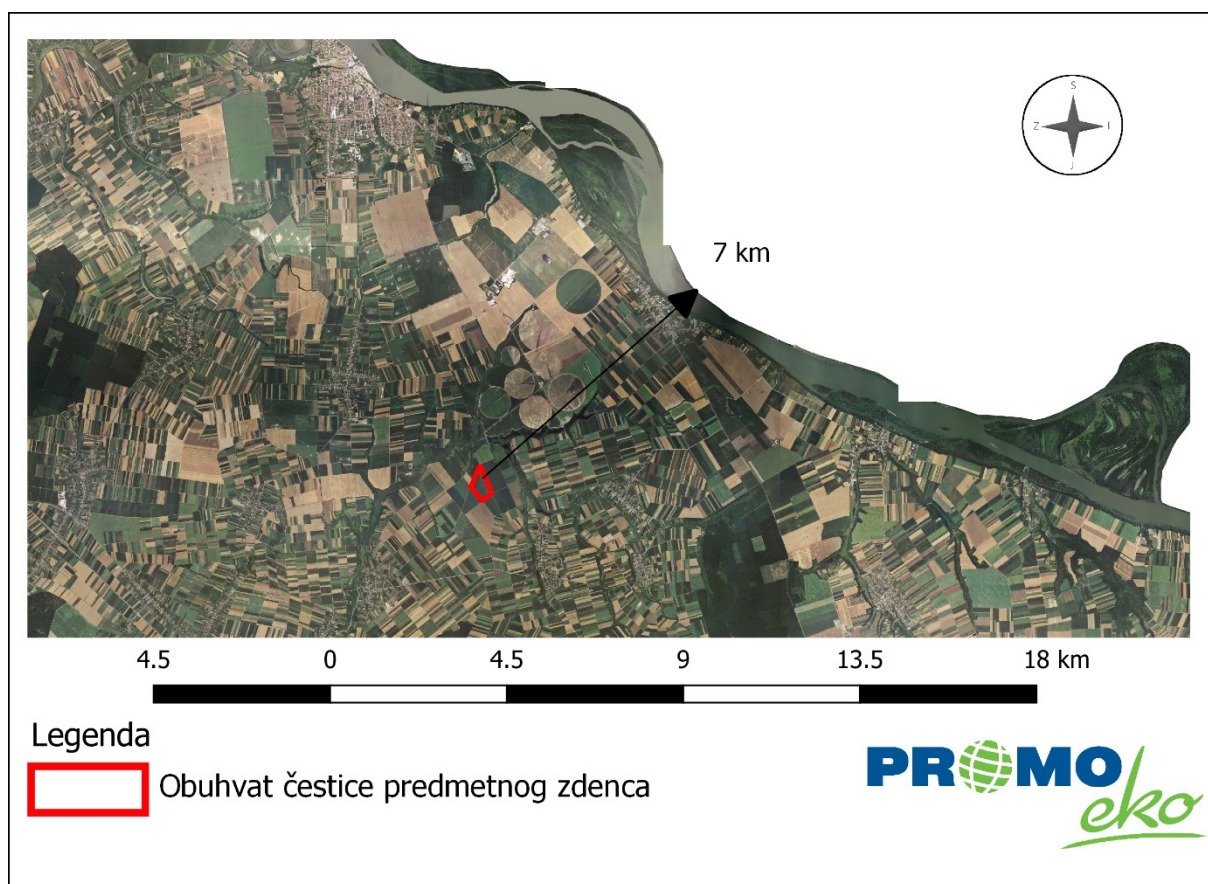 S
Z I
J
7 km
4.5 0 4.5 9 13.5 18 km
Legenda
Obuhvat čestice predmetnog zdenca
PROMO
eko